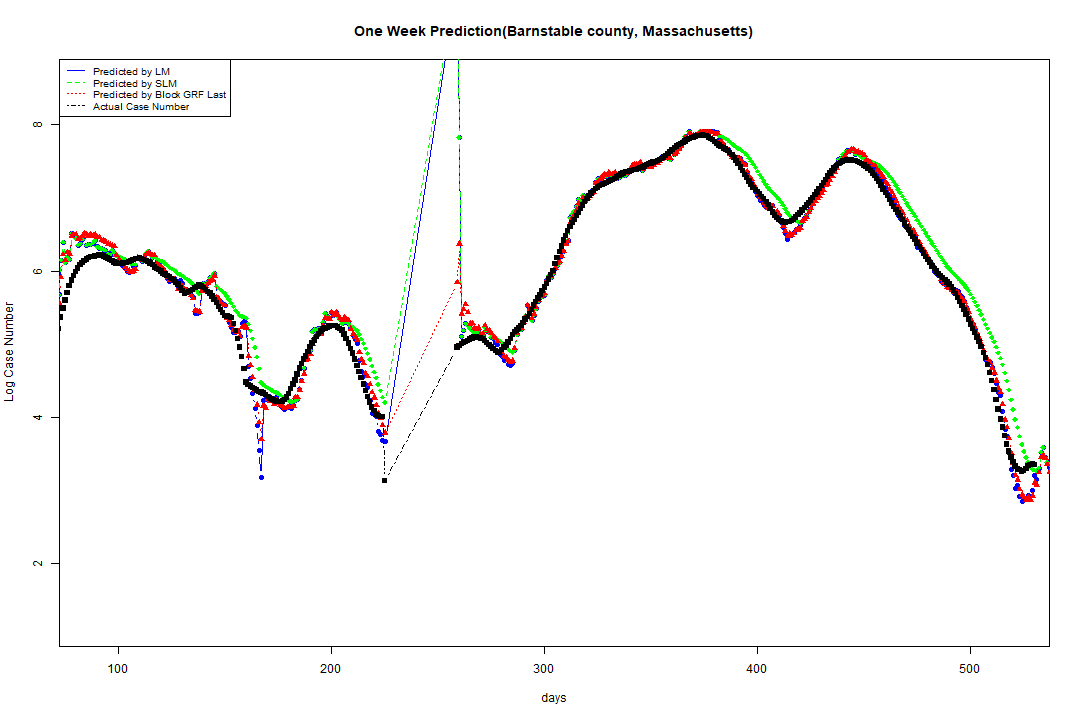 One Week Prediction(Barnstable county, Massachusetts)
Predicted by LM
Predicted by SLM
Predicted by Block GRF Last
Actual Case Number
8
6
4
2
Log Case Number
100 200 300 400 500
days